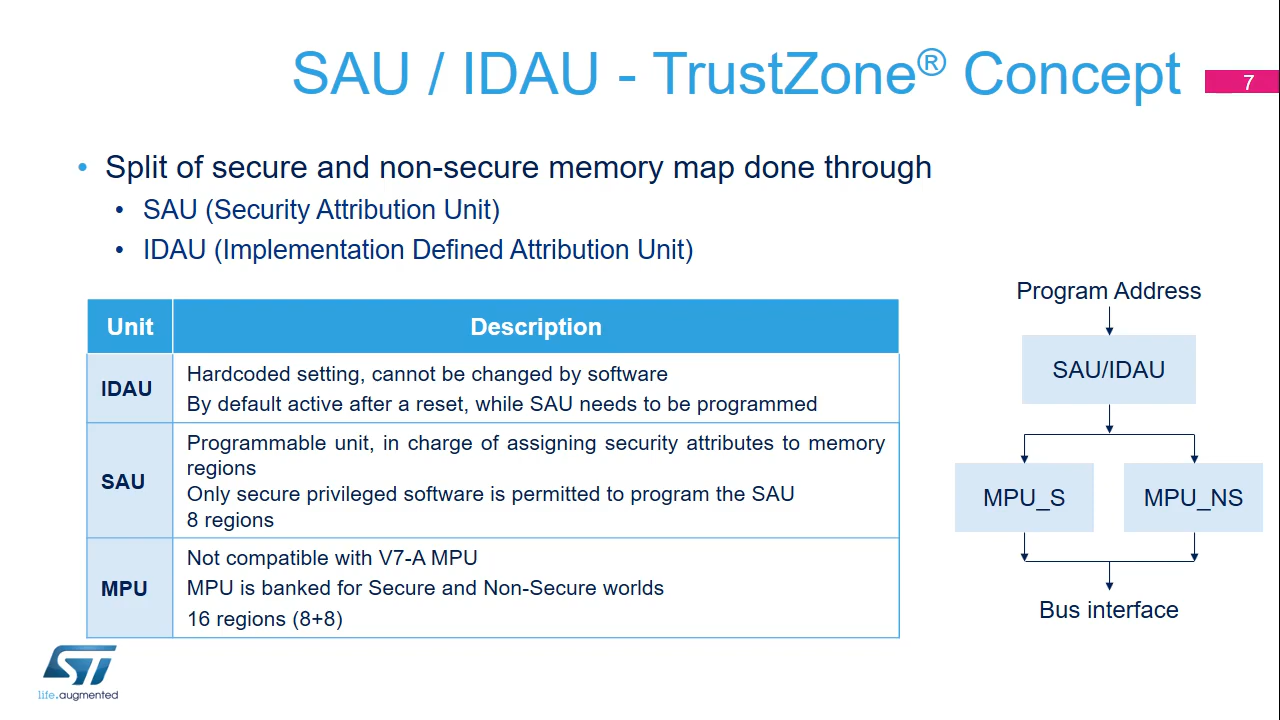 SAU / IDAU - TrustZone® Concept
7
• Split of secure and non-secure memory map done through
• SAU (Security Attribution Unit)
• IDAU (Implementation Defined Attribution Unit)
Unit
Description
IDAU
Hardcoded setting, cannot be changed by software
By default active after a reset, while SAU needs to be programmed
SAU
Programmable unit, in charge of assigning security attributes to memory
regions
Only secure privileged software is permitted to program the SAU
8 regions
MPU
Not compatible with V7-A MPU
MPU is banked for Secure and Non-Secure worlds
16 regions (8+8)
Program Address
SAU/IDAU
MPU_S
MPU_NS
Bus interface
ST
life.augmented